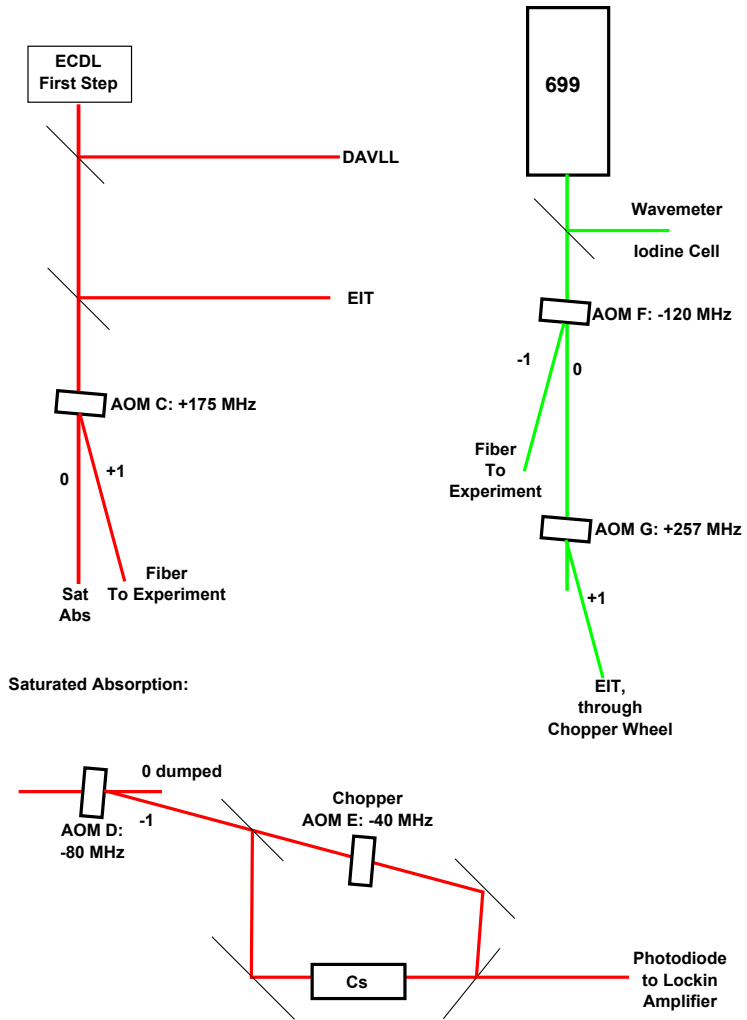 ECDL
First Step
DAVLL
EIT
AOM C: +175 MHz
0
+1
Fiber
To Experiment
Sat
Abs
699
Wavemeter
Iodine Cell
AOM F: -120 MHz
-1
0
Fiber
To
Experiment
AOM G: +257 MHz
+1
EIT,
through
Chopper Wheel
Saturated Absorption:
0 dumped
-1
AOM D:
-80 MHz
Chopper
AOM E: -40 MHz
Cs
Photodiode
to Lockin
Amplifier